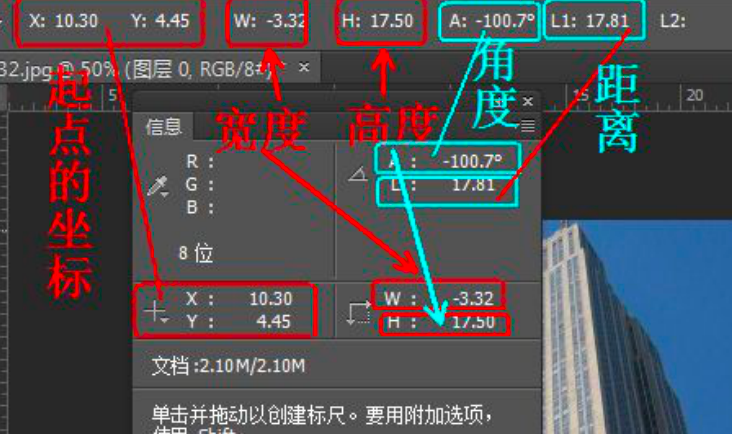 X: 10.30 Y: 4.45 W: -3.32 H: 17.50 A: -100.7° L1: 17.81 L2:
32.jpg @ 50% (图层 0, RGB/8#) ×
5 15 20
起点的坐标
宽度
高度
角度
距离
信息
R :
G :
B :
8 位
A : -100.7°
L : 17.81
X : 10.30
Y : 4.45
W : -3.32
H : 17.50
文档:2.10M/2.10M
单击并拖动以创建标尺。要用附加选项，
使用 Shift